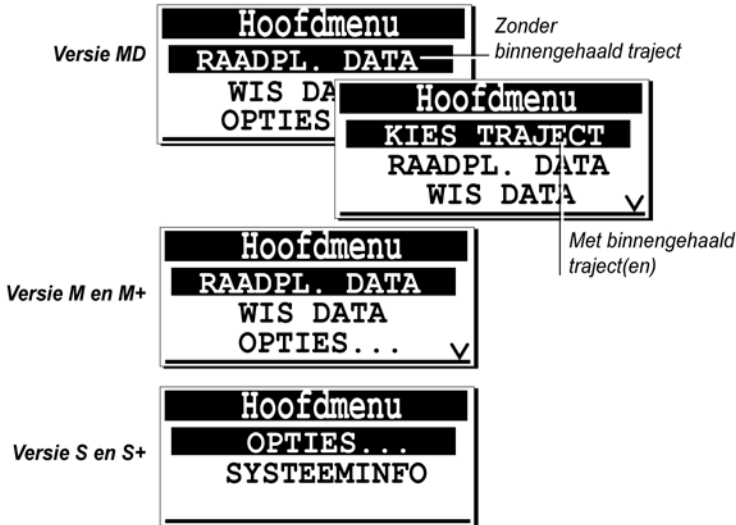 Versie MD
Hoofdmenu
RAADPL. DATA
WIS DA
OPTIES
Zonder
binnengehaald traject
Hoofdmenu
KIES TRAJECT
RAADPL. DATA
WIS DATA
Met binnengehaald
traject(en)
Versie M en M+
Hoofdmenu
RAADPL. DATA
WIS DATA
OPTIES...
Versie S en S+
Hoofdmenu
OPTIES...
SYSTEEMINFO